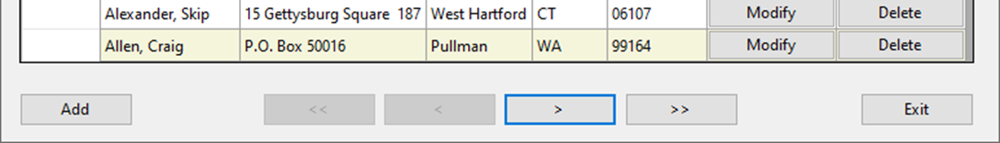 Alexander, Skip 15 Gettysburg Square 187 West Hartford CT 06107 Modify Delete
Allen, Craig P.O. Box 50016 Pullman WA 99164 Modify Delete
Add << < > >> Exit